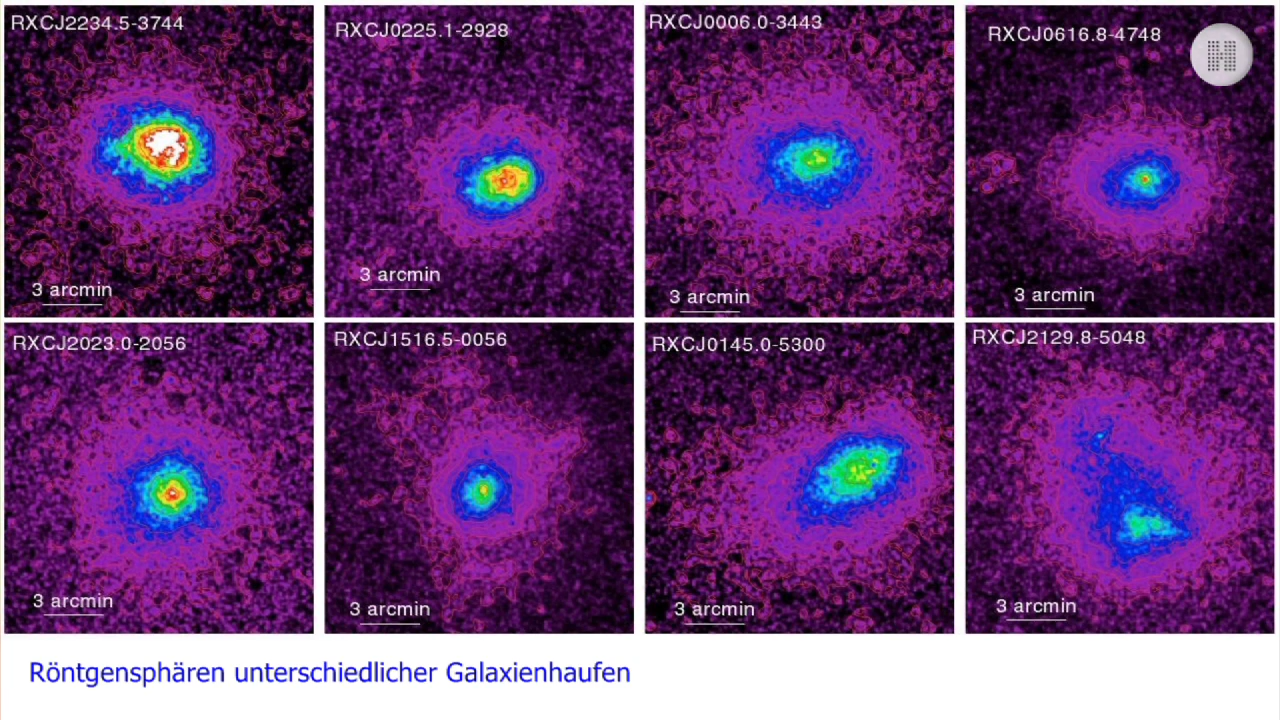 RXCJ2234.5-3744
RXCJ0225.1-2928
RXCJ0006.0-3443
RXCJ0616.8-4748
3 arcmin
3 arcmin
3 arcmin
3 arcmin
RXCJ2023.0-2056
RXCJ1516.5-0056
RXCJ0145.0-5300
RXCJ2129.8-5048
3 arcmin
3 arcmin
3 arcmin
3 arcmin
Röntgensphären unterschiedlicher Galaxienhaufen